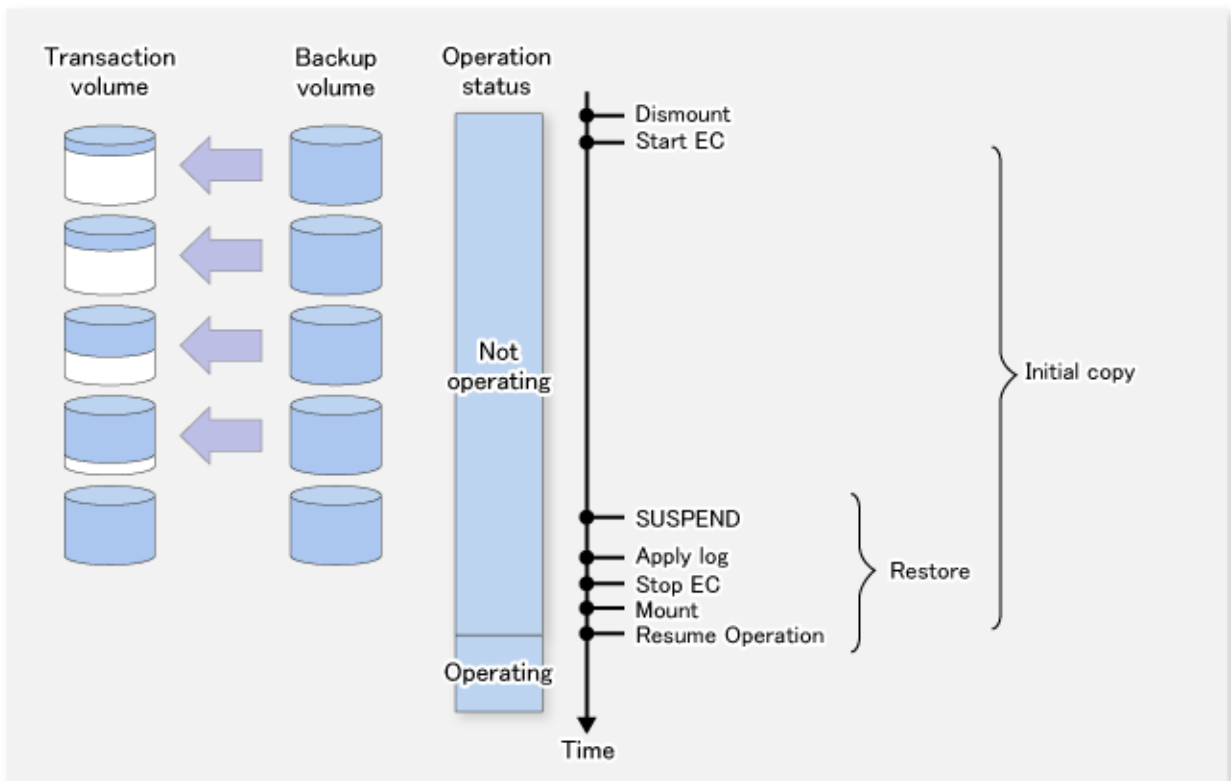 Transaction
volume
Backup
volume
Operation
status
Dismount
Start EC
Not
operating
Initial copy
SUSPEND
Apply log
Stop EC
Mount
Resume Operation
Restore
Operating
Time